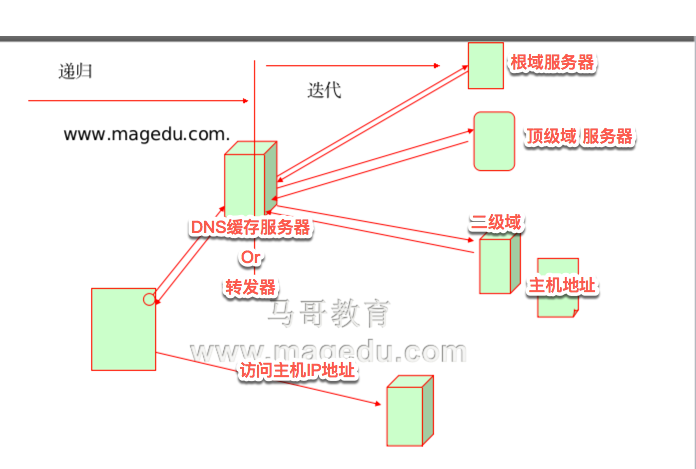 递归
迭代
根域服务器
www.magedu.com.
顶级域 服务器
DNS缓存服务器
Or
转发器
二级域
主机地址
马哥教育
www.magedu.com
访问主机IP地址